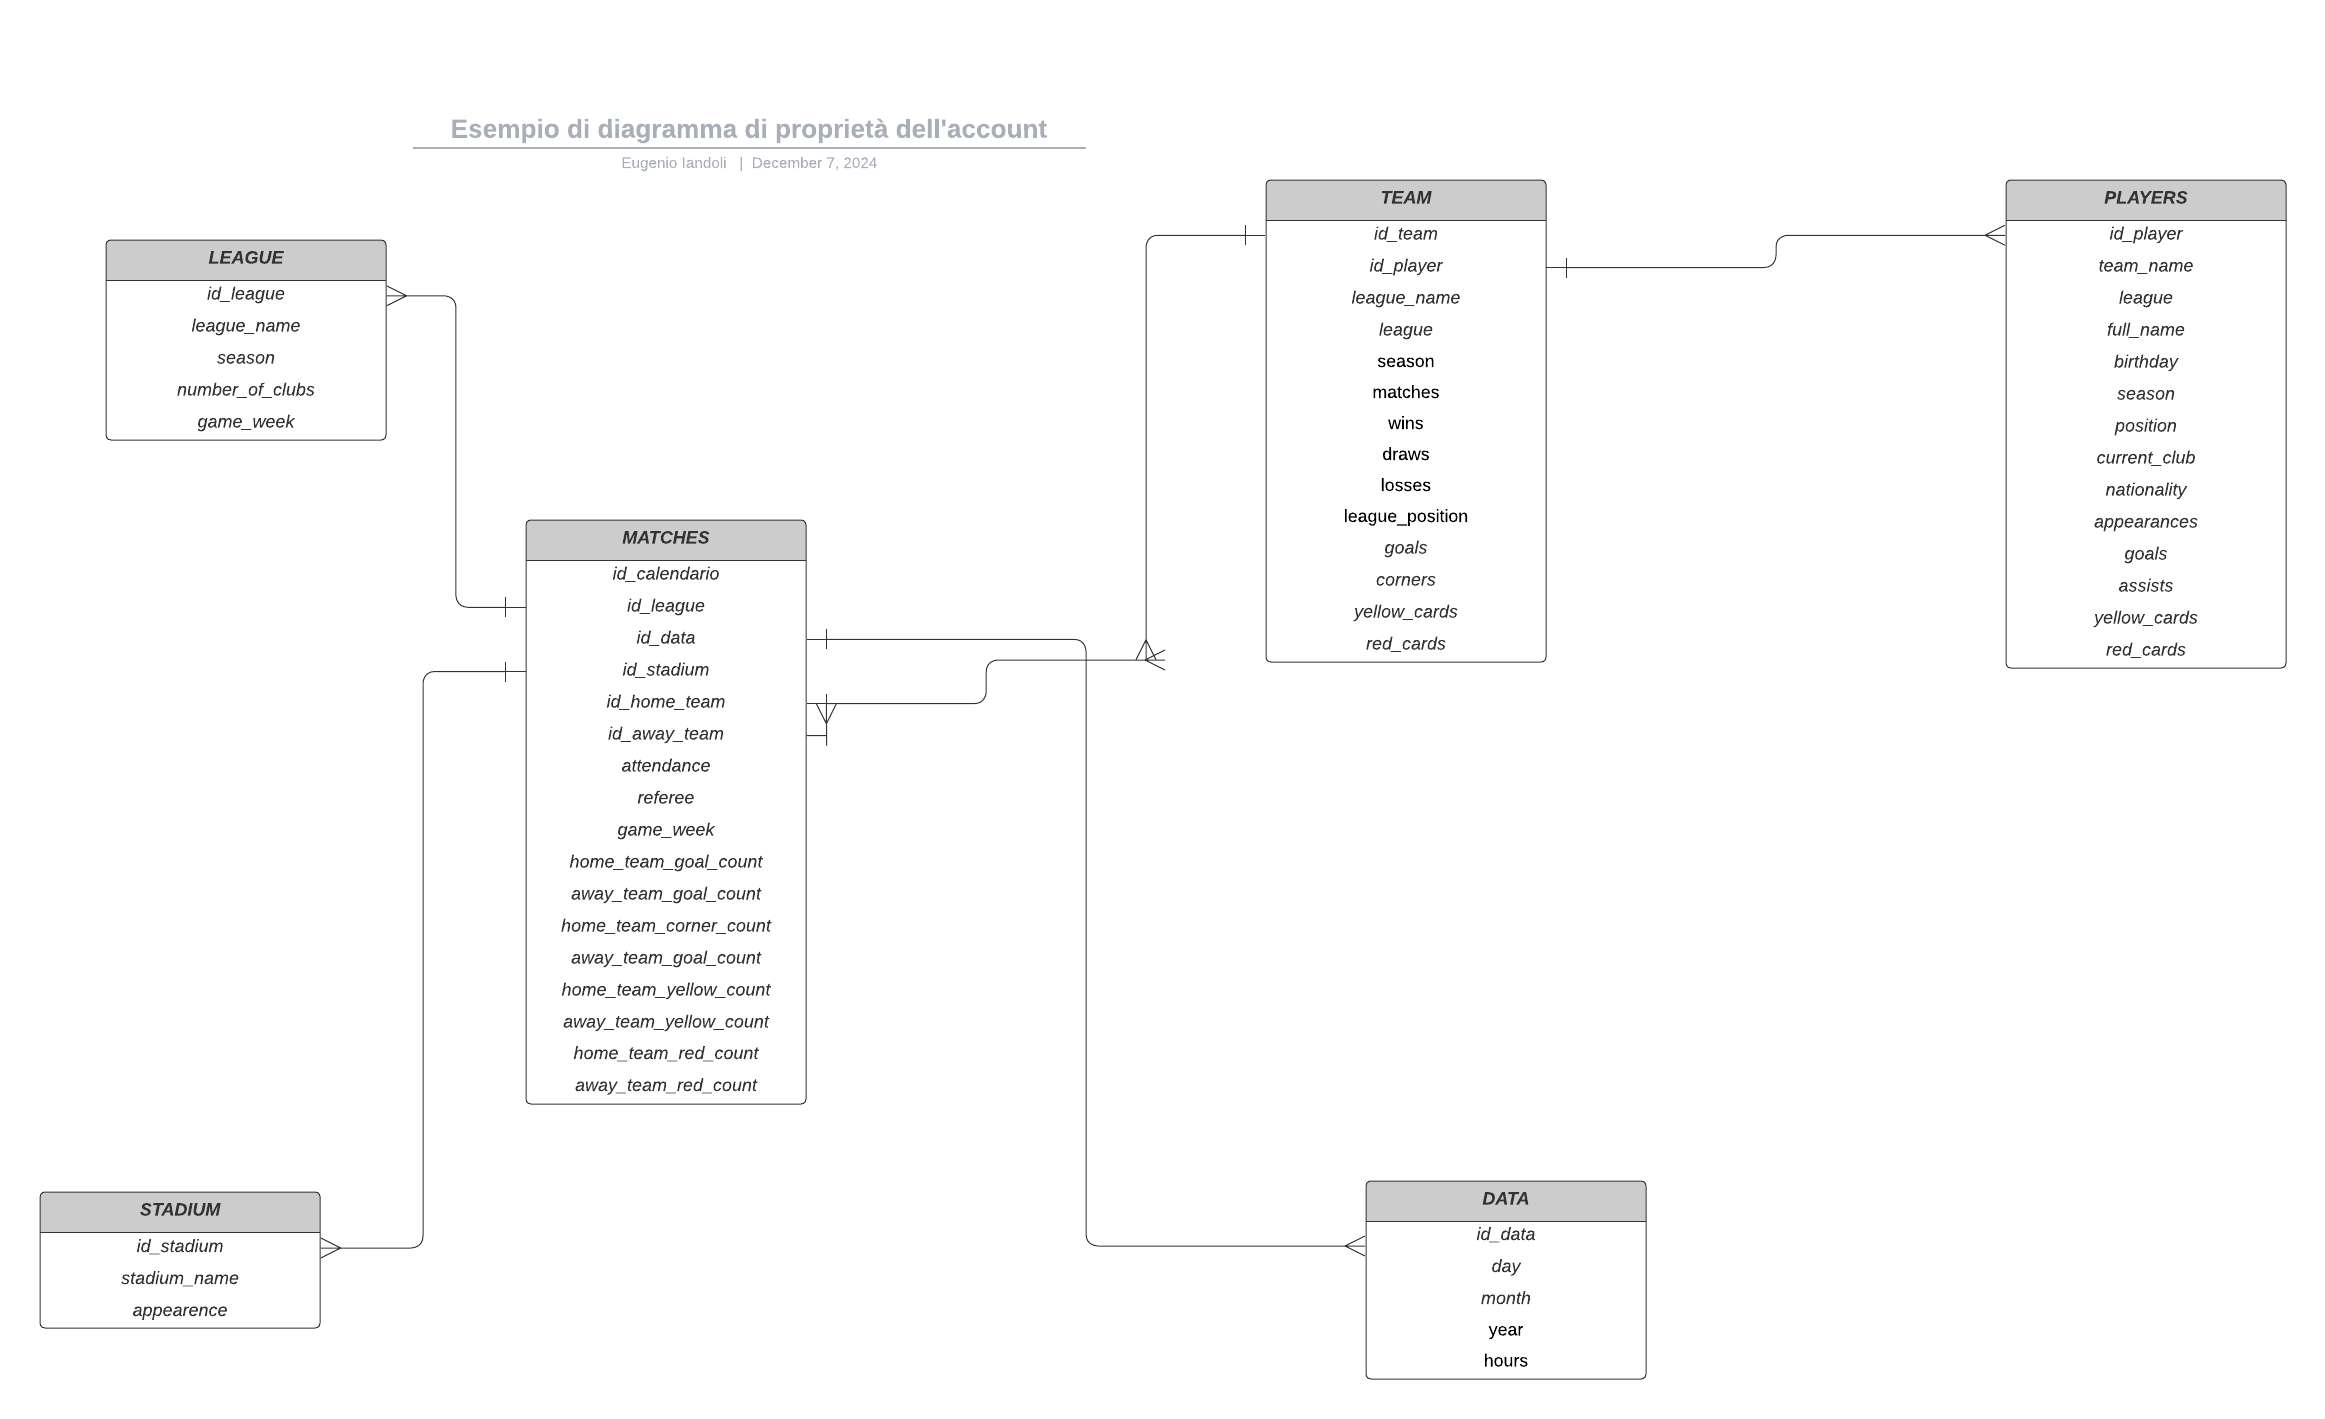 Esempio di diagramma di proprietà dell'account
Eugenio Iandoli | December 7, 2024
LEAGUE
id_league
league_name
season
number_of_clubs
game_week
MATCHES
id_calendario
id_league
id_data
id_stadium
id_home_team
id_away_team
attendance
referee
game_week
home_team_goal_count
away_team_goal_count
home_team_corner_count
away_team_goal_count
home_team_yellow_count
away_team_yellow_count
home_team_red_count
away_team_red_count
STADIUM
id_stadium
stadium_name
appearence
TEAM
id_team
id_player
league_name
league
season
matches
wins
draws
losses
league_position
goals
corners
yellow_cards
red_cards
PLAYERS
id_player
team_name
league
full_name
birthday
season
position
current_club
nationality
appearances
goals
assists
yellow_cards
red_cards
DATA
id_data
day
month
year
hours